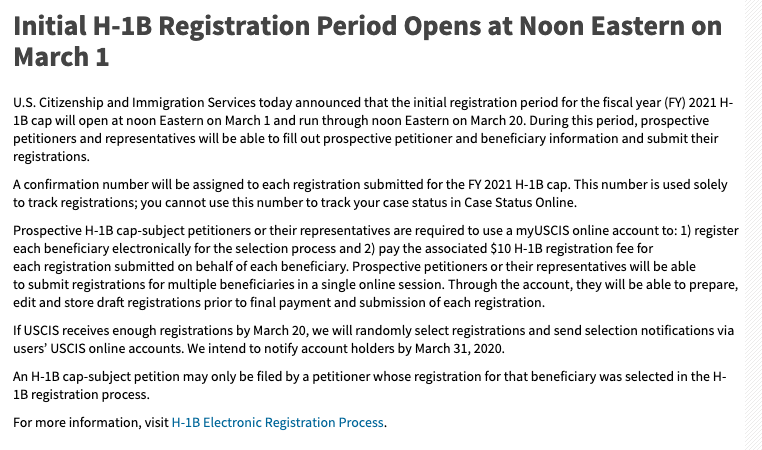 Initial H-1B Registration Period Opens at Noon Eastern on
March 1
U.S. Citizenship and Immigration Services today announced that the initial registration period for the fiscal year (FY) 2021 H-
1B cap will open at noon Eastern on March 1 and run through noon Eastern on March 20. During this period, prospective
petitioners and representatives will be able to fill out prospective petitioner and beneficiary information and submit their
registrations.
A confirmation number will be assigned to each registration submitted for the FY 2021 H-1B cap. This number is used solely
to track registrations; you cannot use this number to track your case status in Case Status Online.
Prospective H-1B cap-subject petitioners or their representatives are required to use a myUSCIS online account to: 1) register
each beneficiary electronically for the selection process and 2) pay the associated $10 H-1B registration fee for
each registration submitted on behalf of each beneficiary. Prospective petitioners or their representatives will be able
to submit registrations for multiple beneficiaries in a single online session. Through the account, they will be able to prepare,
edit and store draft registrations prior to final payment and submission of each registration.
If USCIS receives enough registrations by March 20, we will randomly select registrations and send selection notifications via
users’ USCIS online accounts. We intend to notify account holders by March 31, 2020.
An H-1B cap-subject petition may only be filed by a petitioner whose registration for that beneficiary was selected in the H-
1B registration process.
For more information, visit H-1B Electronic Registration Process.